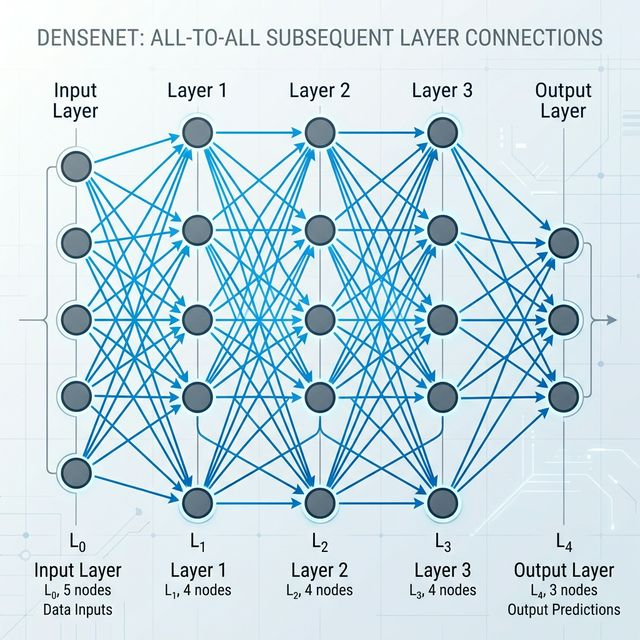 DENSENET: ALL-TO-ALL SUBSEQUENT LAYER CONNECTIONS
Input
Layer
Layer 1
Layer 2
Layer 3
Output
Layer
L₀
Input Layer
L₀, 5 nodes
Data Inputs
L₁
Layer 1
L₁, 4 nodes
L₂
Layer 2
L₂, 4 nodes
L₃
Layer 3
L₃, 4 nodes
L₄
Output Layer
L₄, 3 nodes
Output Predictions